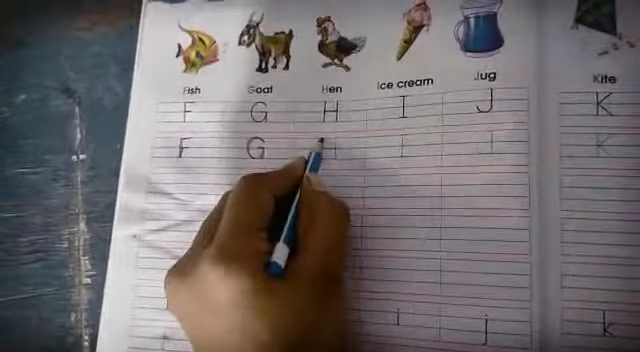 Fish Goat Hen Ice cream Jug Kite
F G H I J K
F G H I J K
i j k